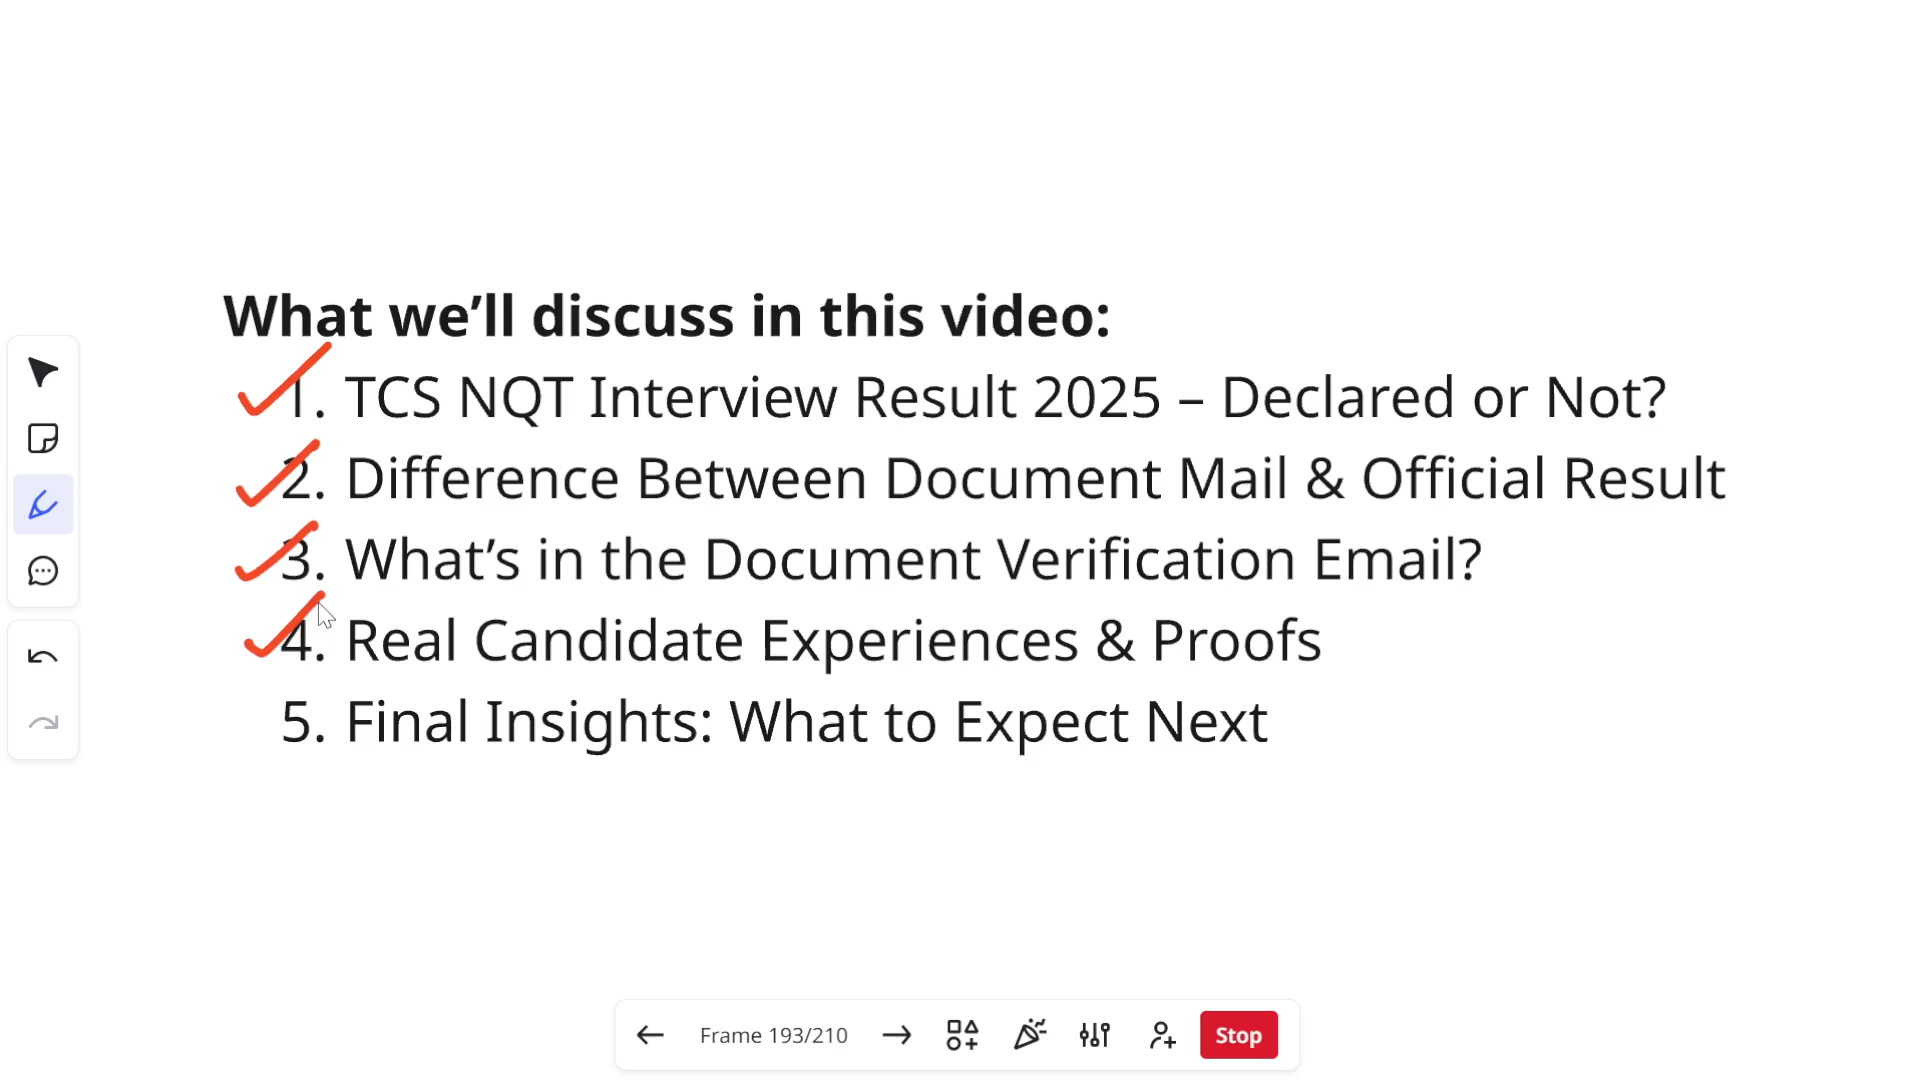 What we’ll discuss in this video:
1. TCS NQT Interview Result 2025 – Declared or Not?
2. Difference Between Document Mail & Official Result
3. What’s in the Document Verification Email?
4. Real Candidate Experiences & Proofs
5. Final Insights: What to Expect Next
Frame 193/210
Stop